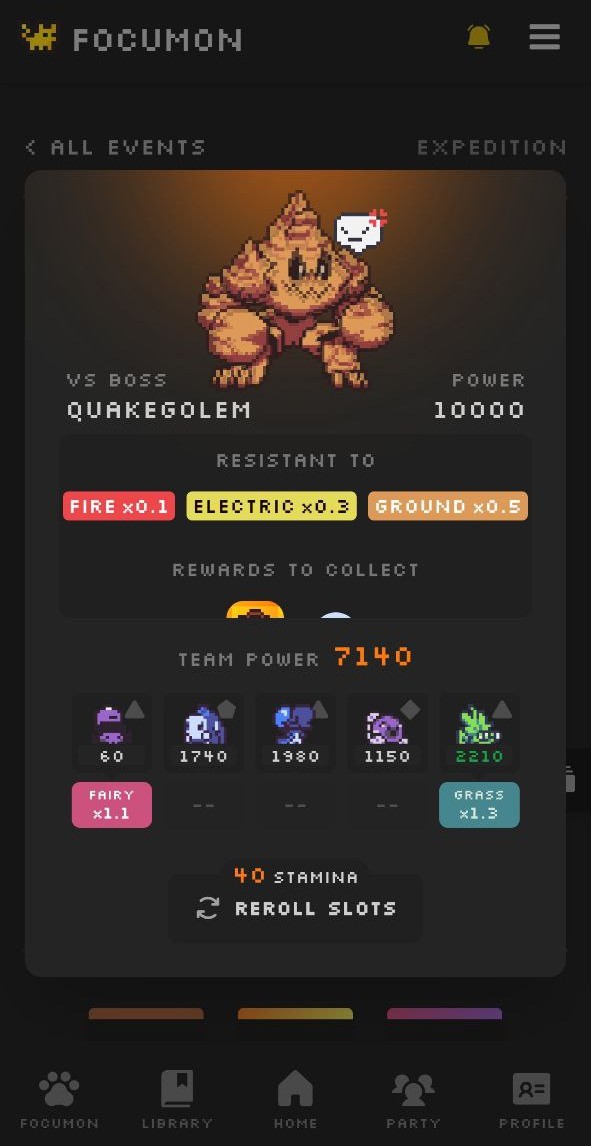 FOCUMON
< ALL EVENTS
EXPEDITION
VS BOSS
POWER
QUAKEGOLEM
10000
RESISTANT TO
FIRE x0.1
ELECTRIC x0.3
GROUND x0.5
REWARDS TO COLLECT
TEAM POWER 7140
60
1740
1980
1150
2210
FAIRY
x1.1
--
--
--
GRASS
x1.3
40 STAMINA
REROLL SLOTS
FOCUMON
LIBRARY
HOME
PARTY
PROFILE